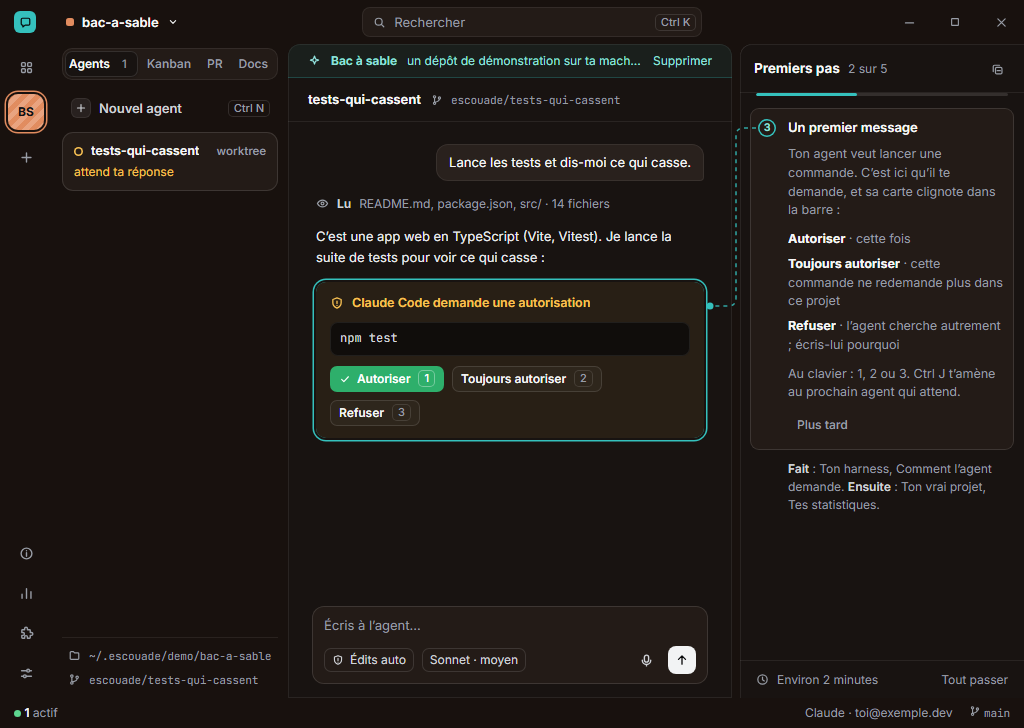 bac-a-sable
Rechercher
Ctrl K
Agents 1 Kanban PR Docs
BS
+ Nouvel agent Ctrl N
tests-qui-cassent worktree
attend ta réponse
~/.escouade/demo/bac-a-sable
escouade/tests-qui-cassent
1 actif
Bac à sable un dépôt de démonstration sur ta mach... Supprimer
tests-qui-cassent escouade/tests-qui-cassent
Lance les tests et dis-moi ce qui casse.
Lu README.md, package.json, src/ · 14 fichiers
C’est une app web en TypeScript (Vite, Vitest). Je lance la
suite de tests pour voir ce qui casse :
Claude Code demande une autorisation
npm test
Autoriser 1 Toujours autoriser 2
Refuser 3
Écris à l’agent...
Édits auto Sonnet · moyen
Premiers pas 2 sur 5
3 Un premier message
Ton agent veut lancer une
commande. C’est ici qu’il te
demande, et sa carte clignote dans
la barre :
Autoriser · cette fois
Toujours autoriser · cette
commande ne redemande plus dans
ce projet
Refuser · l’agent cherche autrement
; écris-lui pourquoi
Au clavier : 1, 2 ou 3. Ctrl J t’amène
au prochain agent qui attend.
Plus tard
Fait : Ton harness, Comment l’agent
demande. Ensuite : Ton vrai projet,
Tes statistiques.
Environ 2 minutes Tout passer
Claude · toi@exemple.dev main